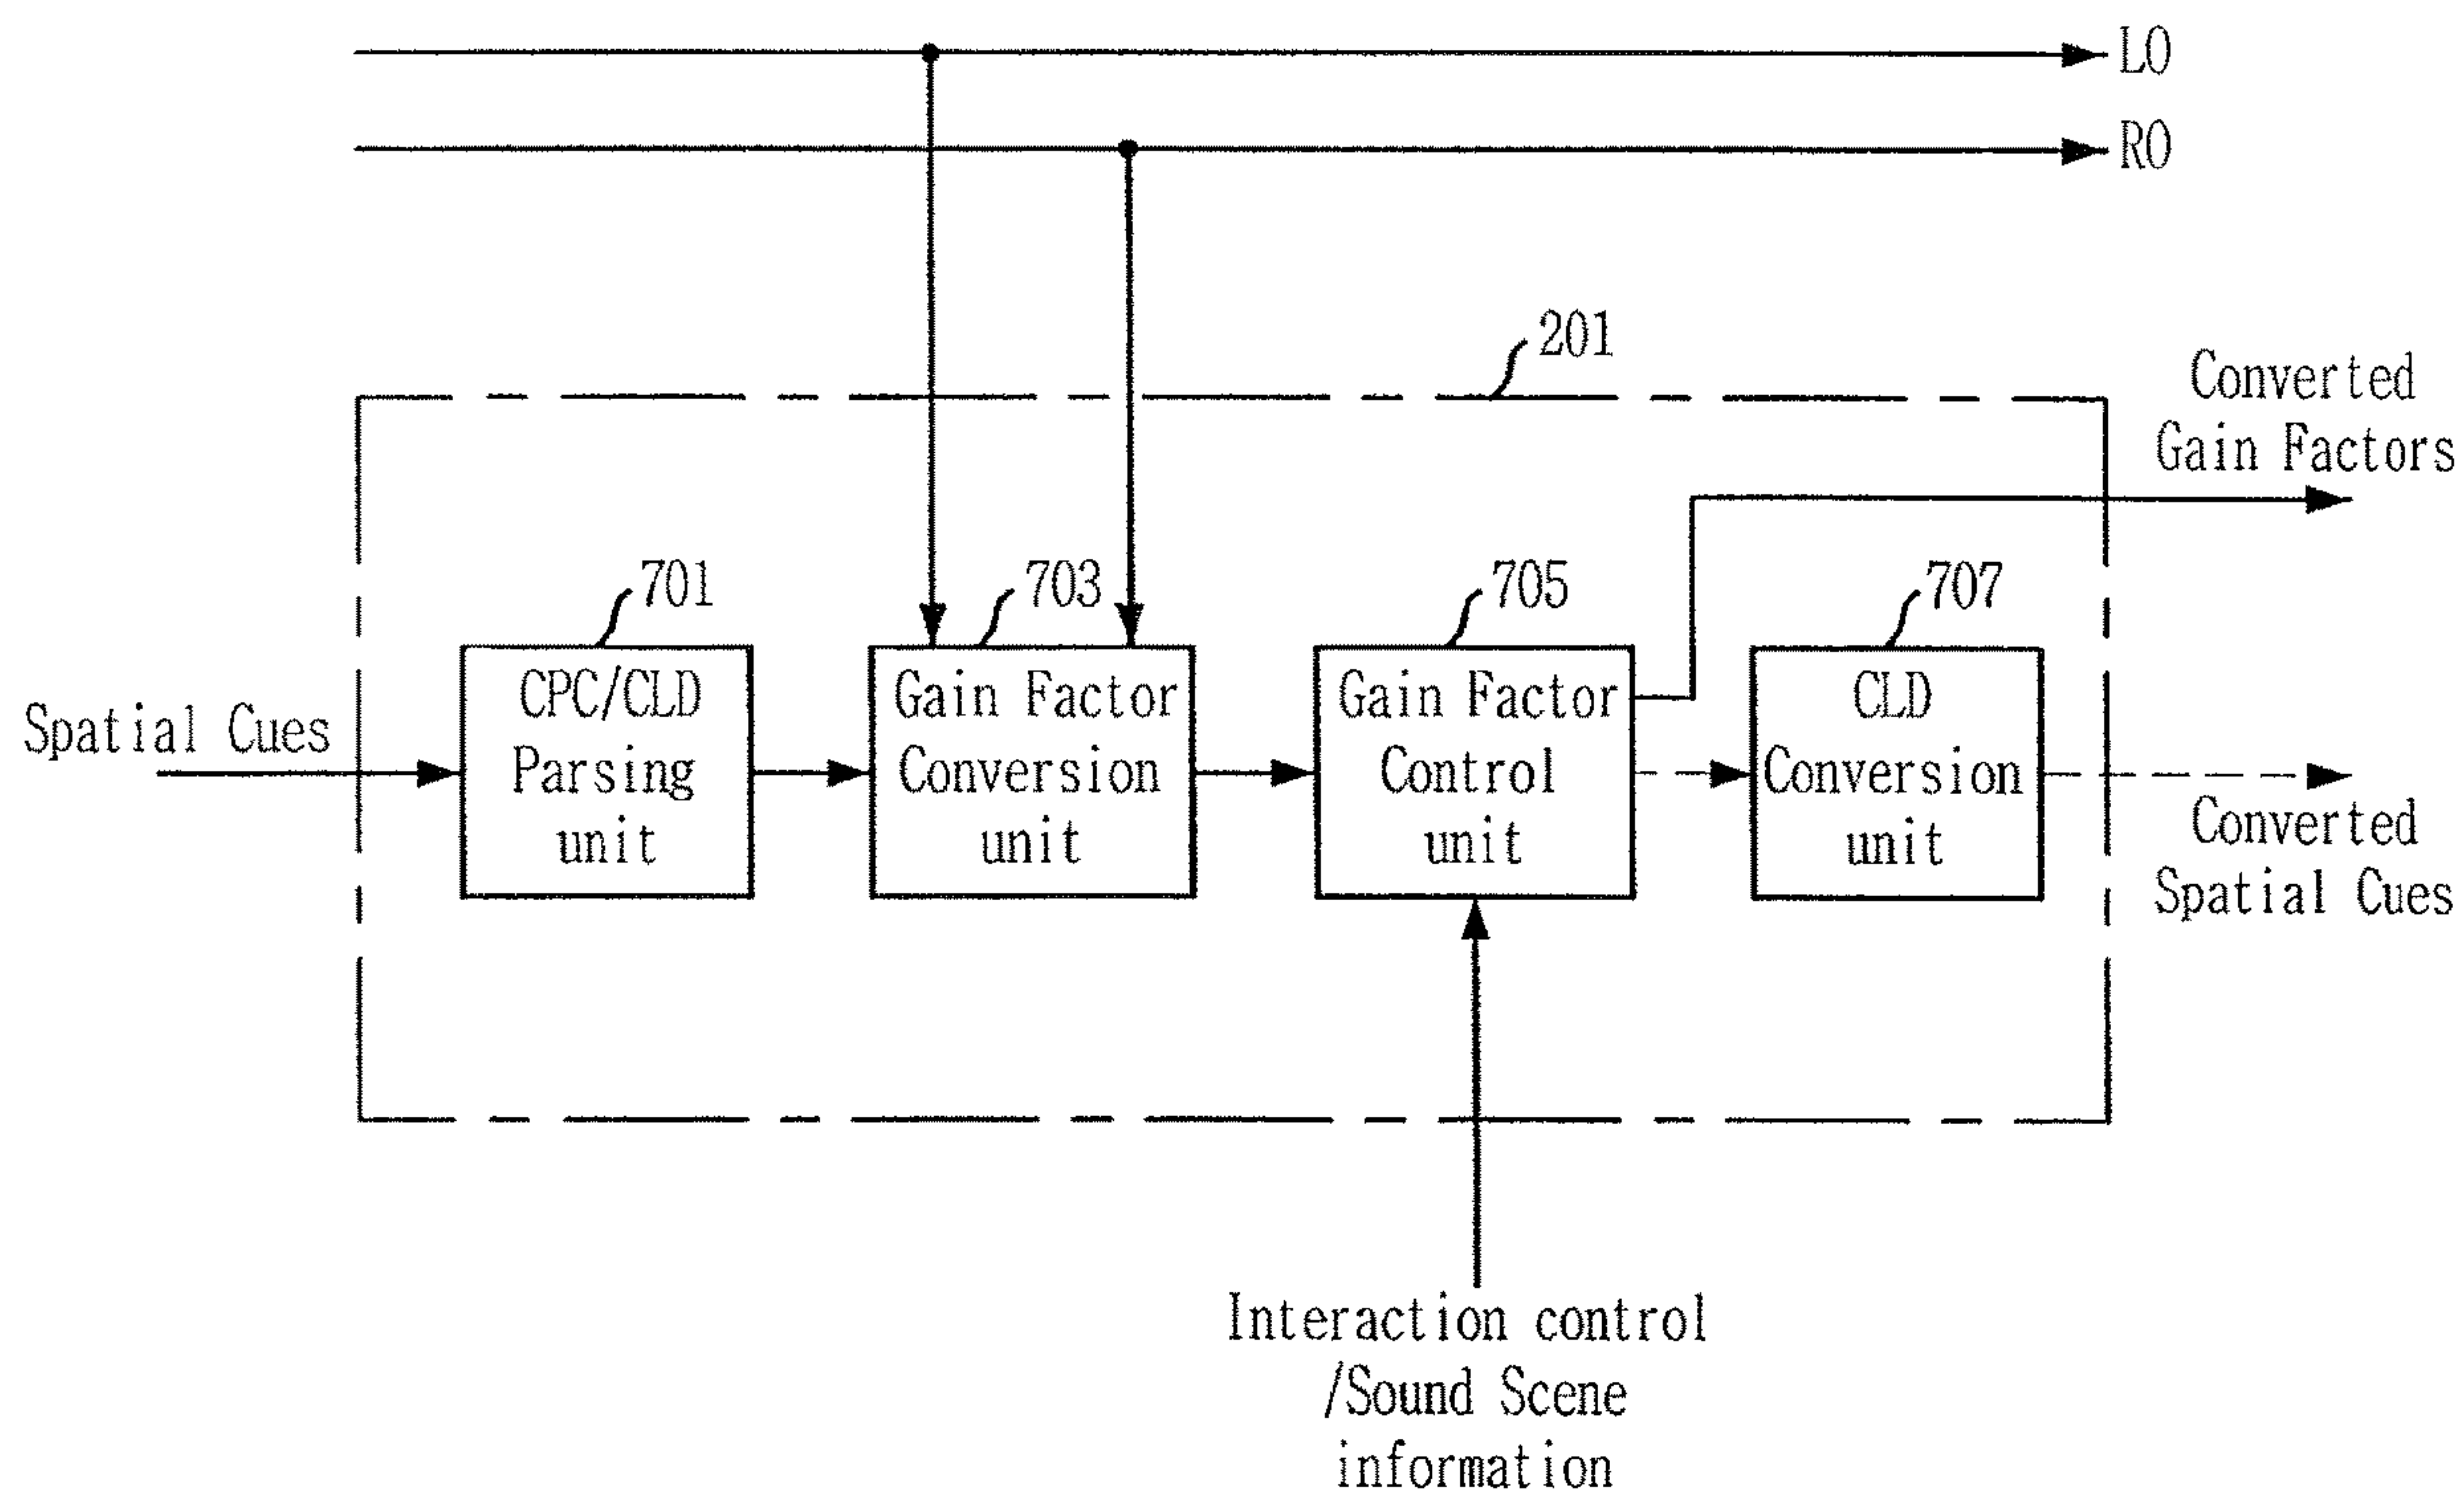 LO
RO
201
Converted
Gain Factors
701
703
705
707
Spatial Cues
CPC/CLD
Parsing
unit
Gain Factor
Conversion
unit
Gain Factor
Control
unit
CLD
Conversion
unit
Converted
Spatial Cues
Interaction control
/Sound Scene
information